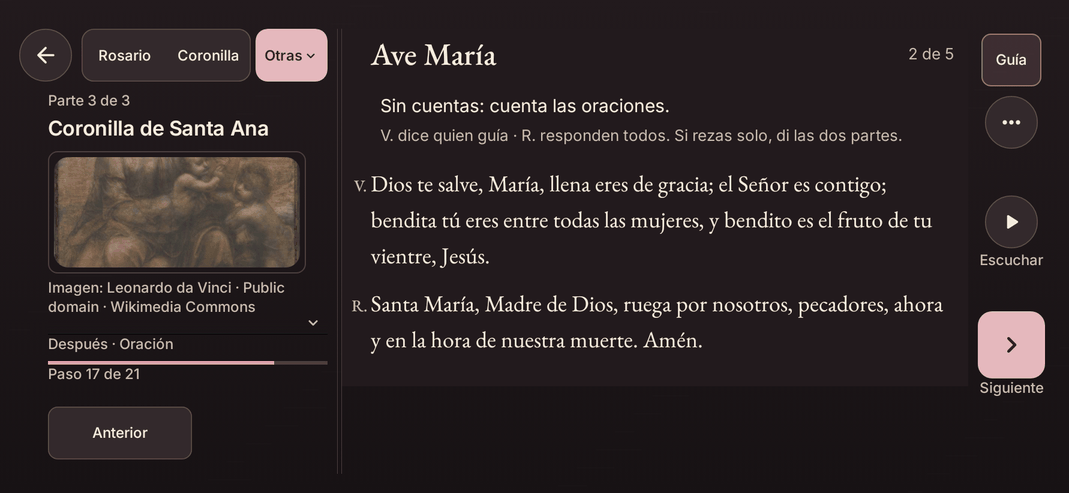 Rosario
Coronilla
Otras
Parte 3 de 3
Coronilla de Santa Ana
Imagen: Leonardo da Vinci · Public
domain · Wikimedia Commons
Después · Oración
Paso 17 de 21
Anterior
Ave María
2 de 5
Sin cuentas: cuenta las oraciones.
V. dice quien guía · R. responden todos. Si rezas solo, di las dos partes.
V. Dios te salve, María, llena eres de gracia; el Señor es contigo;
bendita tú eres entre todas las mujeres, y bendito es el fruto de tu
vientre, Jesús.
R. Santa María, Madre de Dios, ruega por nosotros, pecadores, ahora
y en la hora de nuestra muerte. Amén.
Guía
Escuchar
Siguiente